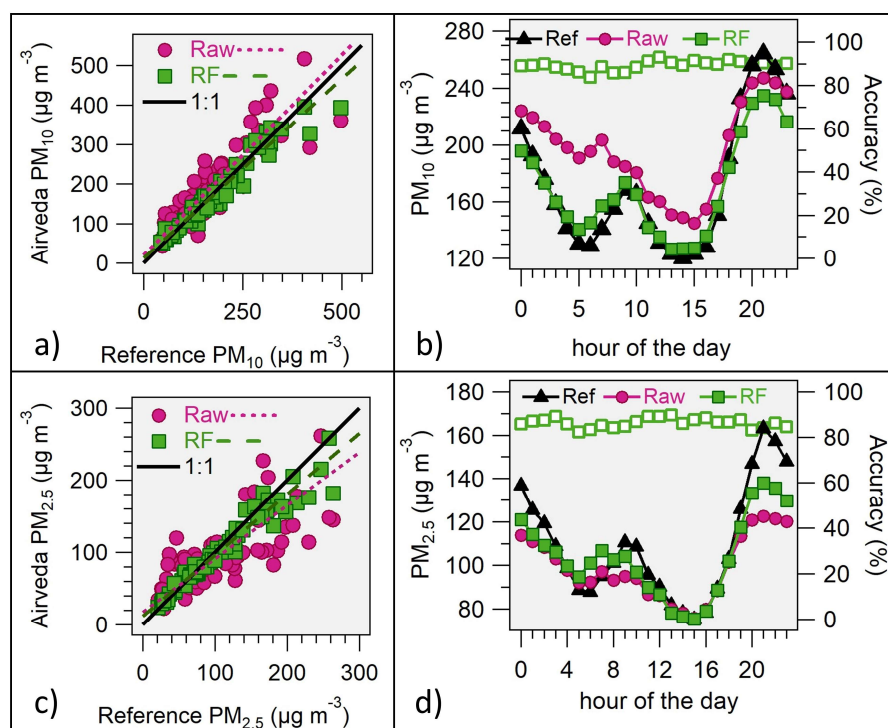 Raw
RF
1:1
500
400
300
200
100
0
Airveda PM₁₀ (µg m⁻³)
0
250
500
Reference PM₁₀ (µg m⁻³)
a)
Ref Raw RF
280
240
200
160
120
PM₁₀ (µg m⁻³)
100
80
60
40
20
0
Accuracy (%)
0
5
10
15
20
hour of the day
b)
Raw
RF
1:1
300
200
100
0
Airveda PM₂.₅ (µg m⁻³)
0
100
200
300
Reference PM₂.₅ (µg m⁻³)
c)
Ref Raw RF
180
160
140
120
100
80
PM₂.₅ (µg m⁻³)
100
80
60
40
20
0
Accuracy (%)
0
4
8
12
16
20
hour of the day
d)